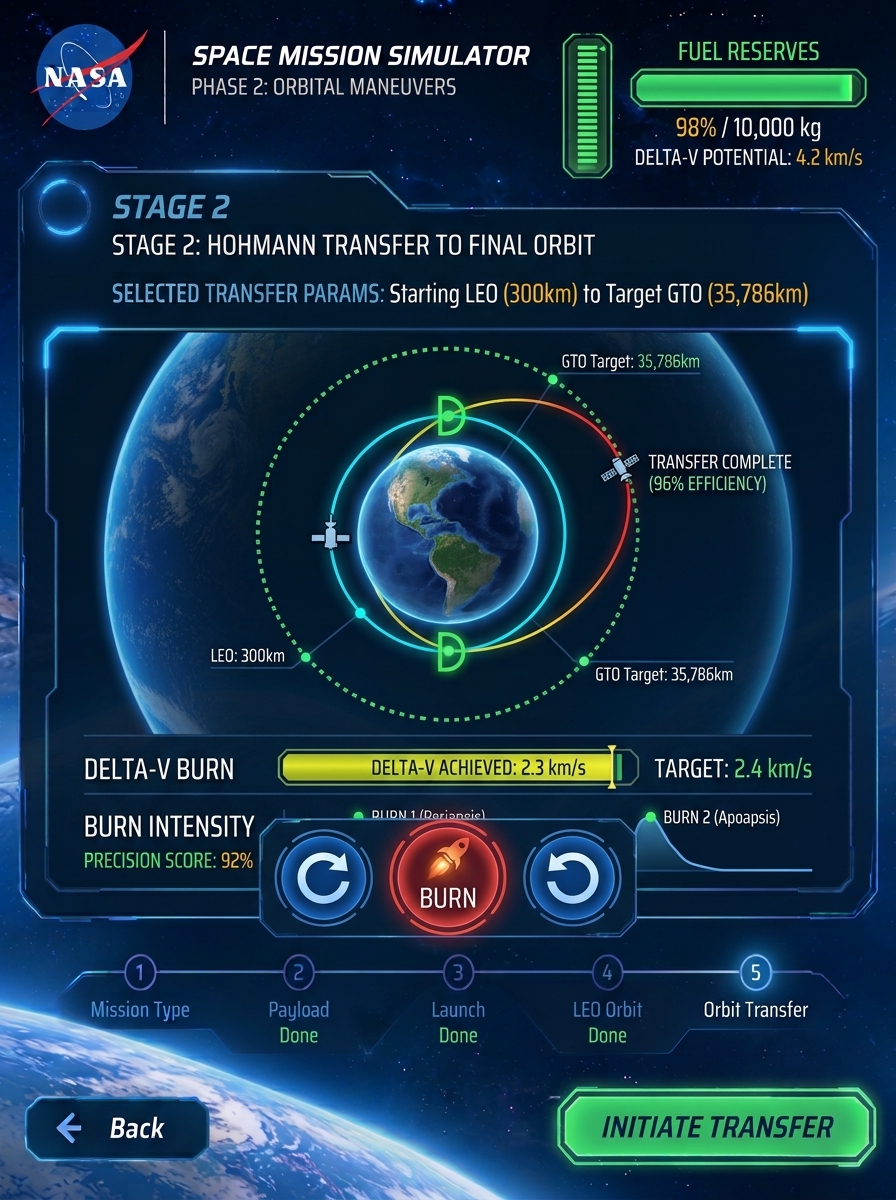 NASA
SPACE MISSION SIMULATOR
PHASE 2: ORBITAL MANEUVERS
FUEL RESERVES
98% / 10,000 kg
DELTA-V POTENTIAL: 4.2 km/s
STAGE 2
STAGE 2: HOHMANN TRANSFER TO FINAL ORBIT
SELECTED TRANSFER PARAMS: Starting LEO (300km) to Target GTO (35,786km)
GTO Target: 35,786km
TRANSFER COMPLETE
(96% EFFICIENCY)
LEO: 300km
GTO Target: 35,786km
DELTA-V BURN
DELTA-V ACHIEVED: 2.3 km/s
TARGET: 2.4 km/s
BURN INTENSITY
PRECISION SCORE: 92%
BURN 1 (Periapsis)
BURN 2 (Apoapsis)
BURN
1
Mission Type
2
Payload
Done
3
Launch
Done
4
LEO Orbit
Done
5
Orbit Transfer
Back
INITIATE TRANSFER